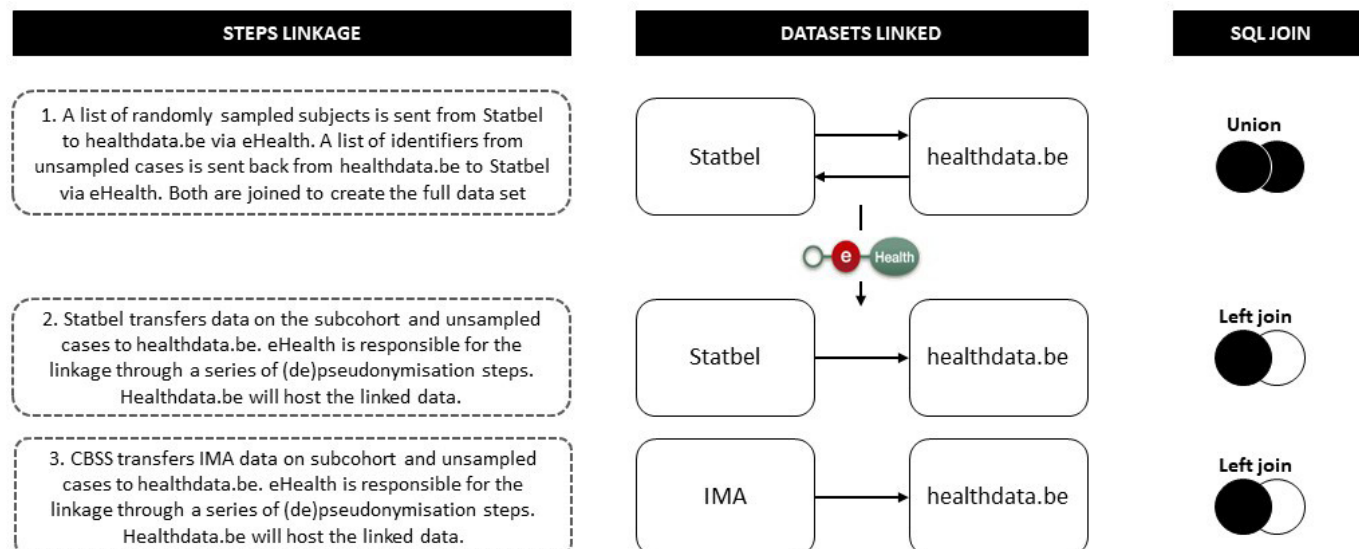 STEPS LINKAGE
DATASETS LINKED
SQL JOIN
1. A list of randomly sampled subjects is sent from Statbel
to healthdata.be via eHealth. A list of identifiers from
unsampled cases is sent back from healthdata.be to Statbel
via eHealth. Both are joined to create the full data set
Statbel
healthdata.be
Union
e
Health
2. Statbel transfers data on the subcohort and unsampled
cases to healthdata.be. eHealth is responsible for the
linkage through a series of (de)pseudonymisation steps.
Healthdata.be will host the linked data.
Statbel
healthdata.be
Left join
3. CBSS transfers IMA data on subcohort and unsampled
cases to healthdata.be. eHealth is responsible for the
linkage through a series of (de)pseudonymisation steps.
Healthdata.be will host the linked data.
IMA
healthdata.be
Left join